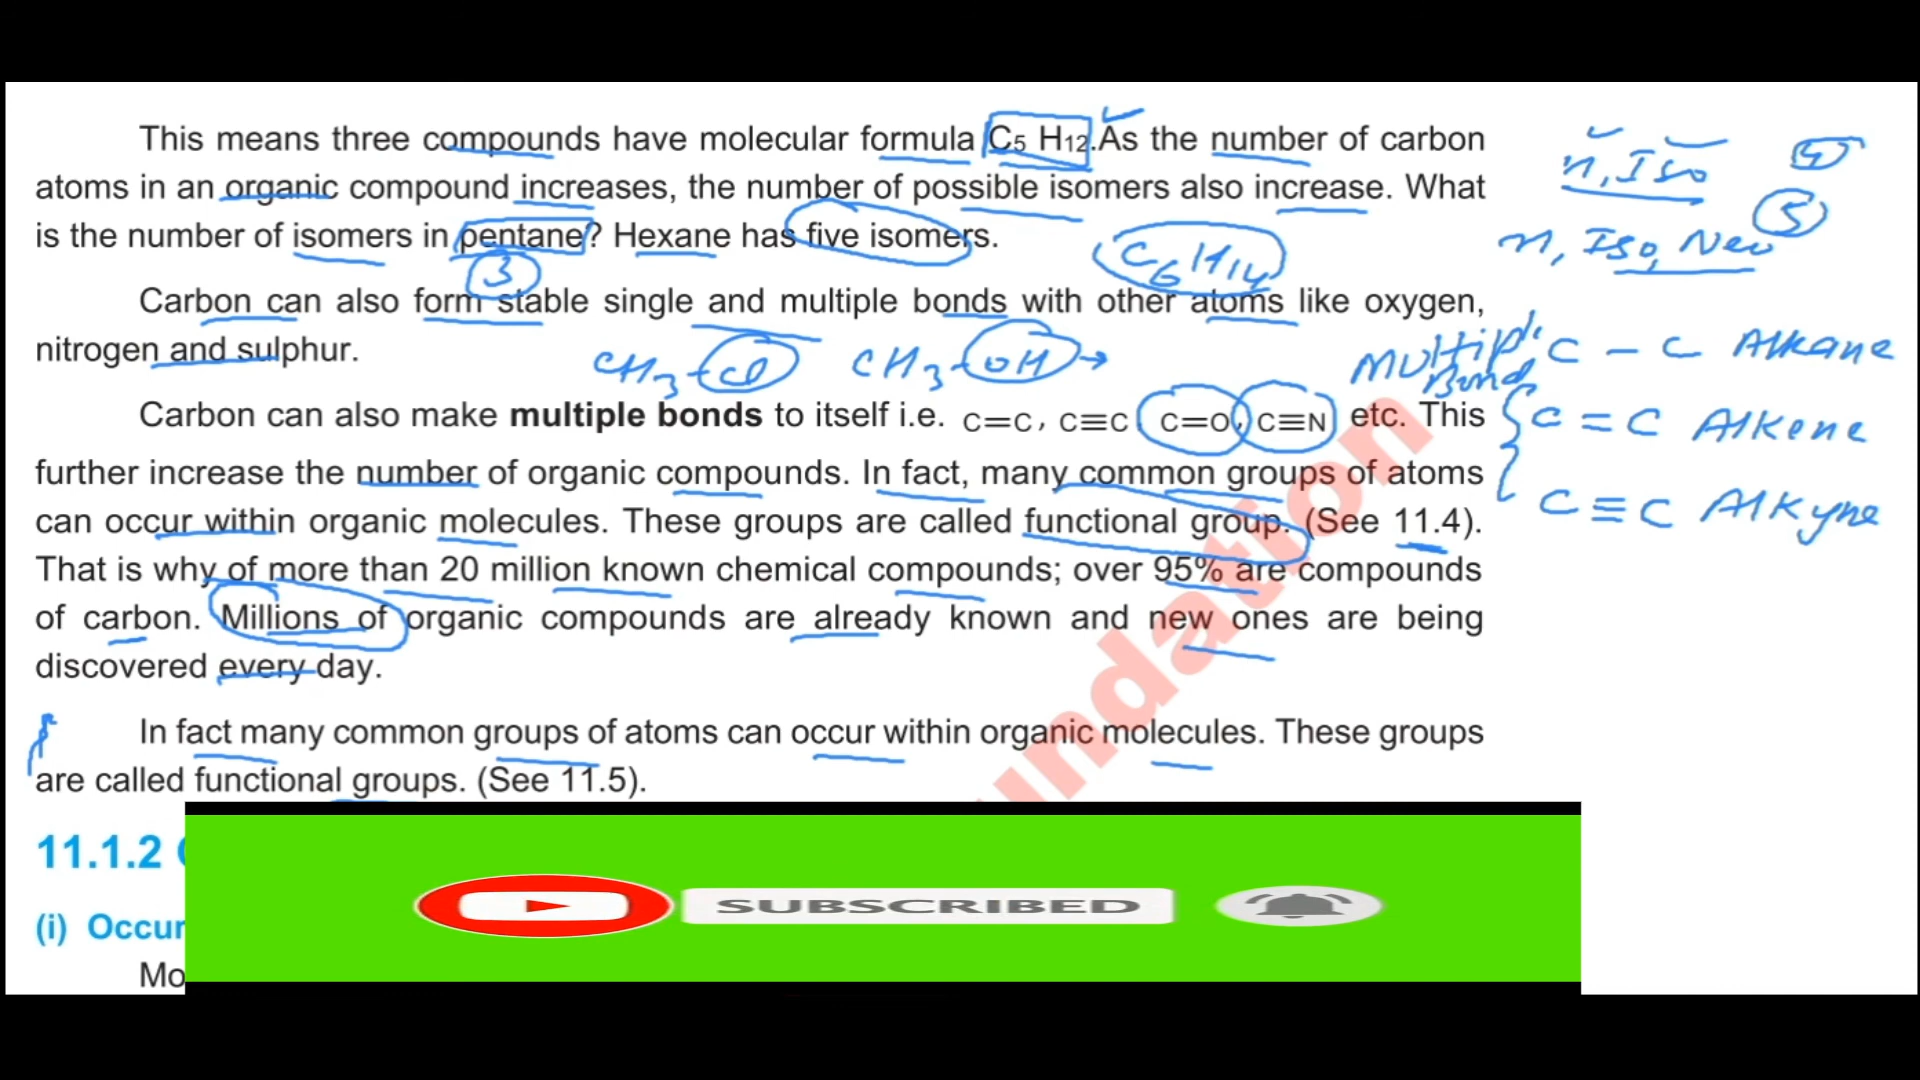 This means three compounds have molecular formula C5 H12. As the number of carbon
n, Iso
4
atoms in an organic compound increases, the number of possible isomers also increase. What
5
is the number of isomers in pentane? Hexane has five isomers.
n, Iso, Neo
3
C6H14
Carbon can also form stable single and multiple bonds with other atoms like oxygen,
nitrogen and sulphur.
CH3-Cl CH3-OH→
Multiple Bond
C - C Alkane
Carbon can also make multiple bonds to itself i.e. C=C, C≡C C=O, C≡N etc. This
C = C Alkene
further increase the number of organic compounds. In fact, many common groups of atoms
can occur within organic molecules. These groups are called functional group. (See 11.4).
C ≡ C Alkyne
That is why of more than 20 million known chemical compounds; over 95% are compounds
of carbon. Millions of organic compounds are already known and new ones are being
discovered every day.
In fact many common groups of atoms can occur within organic molecules. These groups
are called functional groups. (See 11.5).
undation
11.1.2
(i) Occur
Mo
SUBSCRIBED